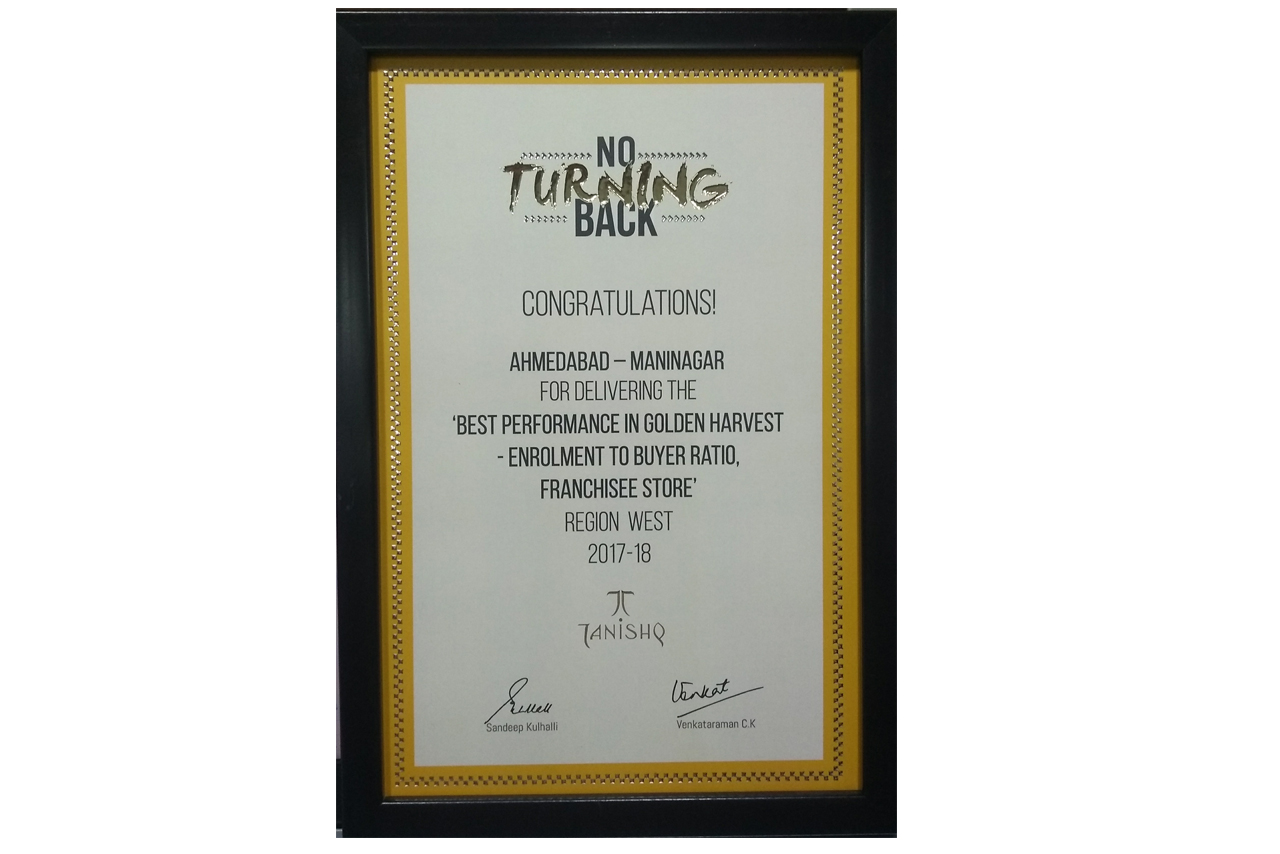 NO
TURNING
BACK
CONGRATULATIONS!
AHMEDABAD – MANINAGAR
FOR DELIVERING THE
‘BEST PERFORMANCE IN GOLDEN HARVEST
- ENROLMENT TO BUYER RATIO,
FRANCHISEE STORE’
REGION WEST
2017-18
TANISHQ
Venkat
Sandeep Kulhalli
Venkataraman C.K